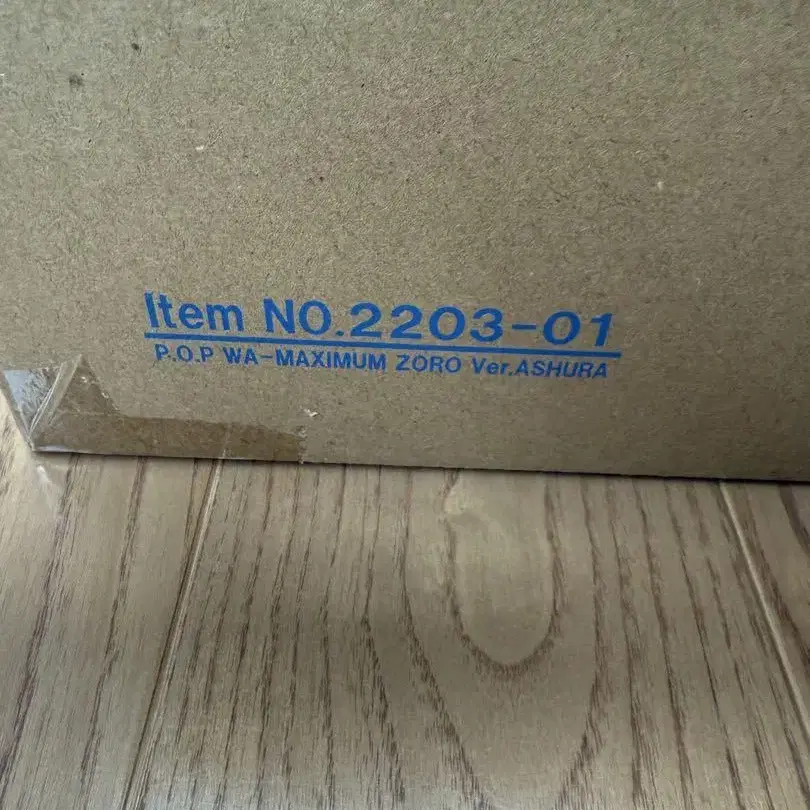 Item NO.2203-01
P.O.P WA-MAXIMUM ZORO Ver.ASHURA